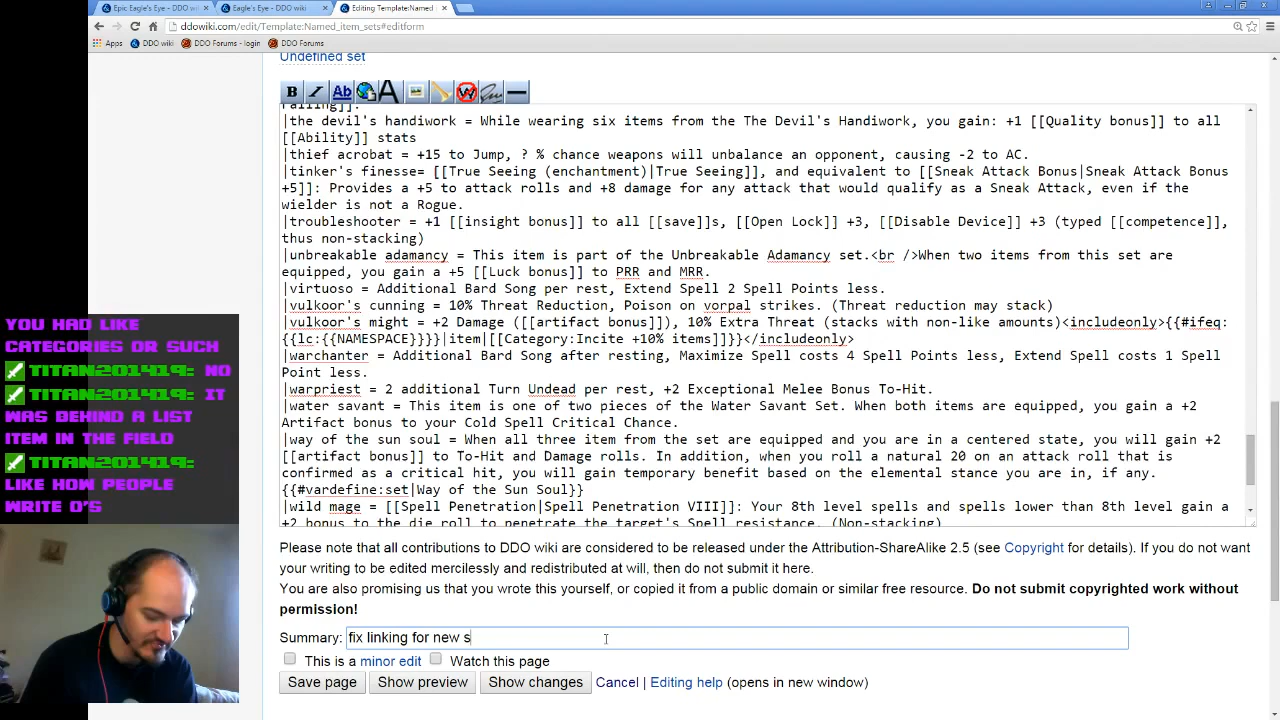 Epic Eagle's Eye - DDO wi
Eagle's Eye - DDO wiki
Editing Template:Named
ddowiki.com/edit/Template:Named_item_sets#editform
Apps DDO wiki DDO Forums - login DDO Forums
Undefined set
Falling]].
|the devil's handiwork = While wearing six items from the The Devil's Handiwork, you gain: +1 [[Quality bonus]] to all
[[Ability]] stats
|thief acrobat = +15 to Jump, ? % chance weapons will unbalance an opponent, causing -2 to AC.
|tinker's finesse= [[True Seeing (enchantment)|True Seeing]], and equivalent to [[Sneak Attack Bonus|Sneak Attack Bonus
+5]]: Provides a +5 to attack rolls and +8 damage for any attack that would qualify as a Sneak Attack, even if the
wielder is not a Rogue.
|troubleshooter = +1 [[insight bonus]] to all [[save]]s, [[Open Lock]] +3, [[Disable Device]] +3 (typed [[competence]],
thus non-stacking)
|unbreakable adamancy = This item is part of the Unbreakable Adamancy set.<br />When two items from this set are
equipped, you gain a +5 [[Luck bonus]] to PRR and MRR.
|virtuoso = Additional Bard Song per rest, Extend Spell 2 Spell Points less.
|vulkoor's cunning = 10% Threat Reduction, Poison on vorpal strikes. (Threat reduction may stack)
|vulkoor's might = +2 Damage ([[artifact bonus]]), 10% Extra Threat (stacks with non-like amounts)<includeonly>{{#ifeq:
{{lc:{{NAMESPACE}}}}|item|[[Category:Incite +10% items]]}}</includeonly>
|warchanter = Additional Bard Song after resting, Maximize Spell costs 4 Spell Points less, Extend Spell costs 1 Spell
Point less.
|warpriest = 2 additional Turn Undead per rest, +2 Exceptional Melee bonus To-Hit.
|water savant = This item is one of two pieces of the Water Savant Set. When both items are equipped, you gain a +2
Artifact bonus to your Cold Spell Critical Chance.
|way of the sun soul = When all three item from the set are equipped and you are in a centered state, you will gain +2
[[artifact bonus]] to To-Hit and Damage rolls. In addition, when you roll a natural 20 on an attack roll that is
confirmed as a critical hit, you will gain temporary benefit based on the elemental stance you are in, if any.
{{#vardefine:set|Way of the Sun Soul}}
|wild mage = [[Spell Penetration|Spell Penetration VIII]]: Your 8th level spells and spells lower than 8th level gain a
+2 bonus to the die roll to penetrate the target's Spell resistance. (Non-stacking)
YOU HAD LIKE
CATEGORIES OR SUCH
TITAN201419: NO
TITAN201419: IT
WAS BEHIND A LIST
ITEM IN THE FIELD
TITAN201419:
LIKE HOW PEOPLE
WRITE O'S
Please note that all contributions to DDO wiki are considered to be released under the Attribution-ShareAlike 2.5 (see Copyright for details). If you do not want
your writing to be edited mercilessly and redistributed at will, then do not submit it here.
You are also promising us that you wrote this yourself, or copied it from a public domain or similar free resource. Do not submit copyrighted work without
permission!
Summary: fix linking for new s
This is a minor edit Watch this page
Save page Show preview Show changes Cancel | Editing help (opens in new window)